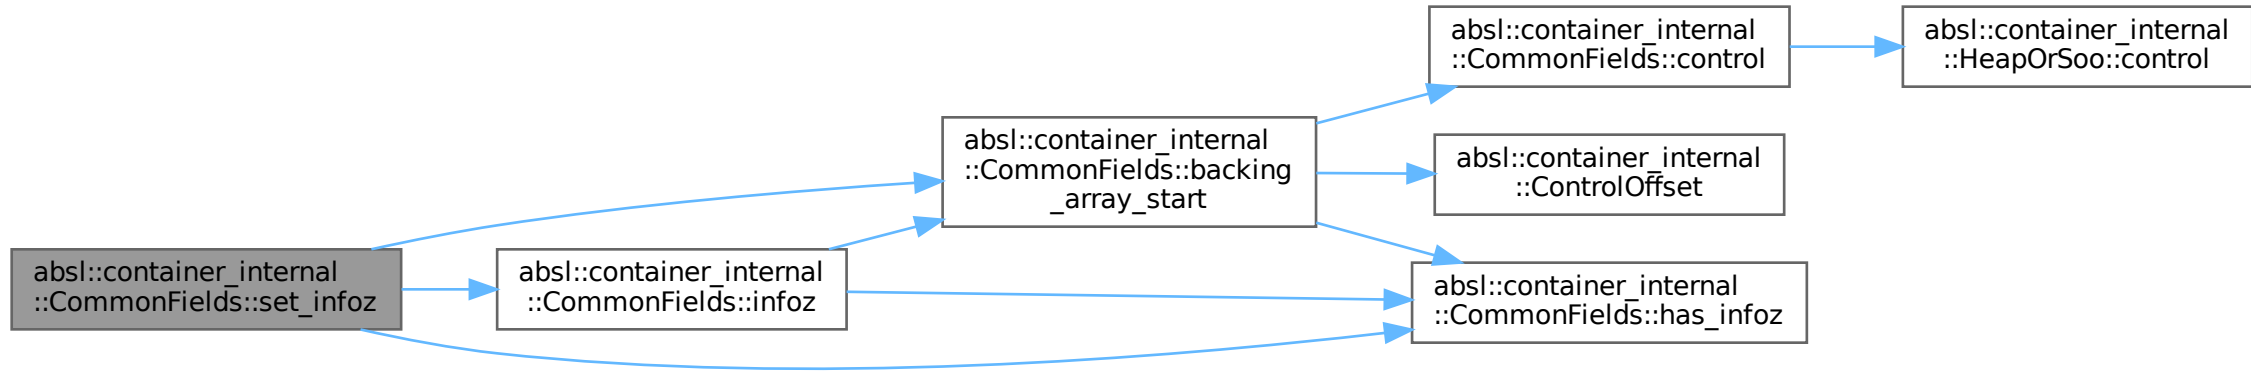 absl::container_internal
::CommonFields::set_infoz
absl::container_internal
::CommonFields::infoz
absl::container_internal
::CommonFields::backing
_array_start
absl::container_internal
::CommonFields::control
absl::container_internal
::HeapOrSoo::control
absl::container_internal
::ControlOffset
absl::container_internal
::CommonFields::has_infoz